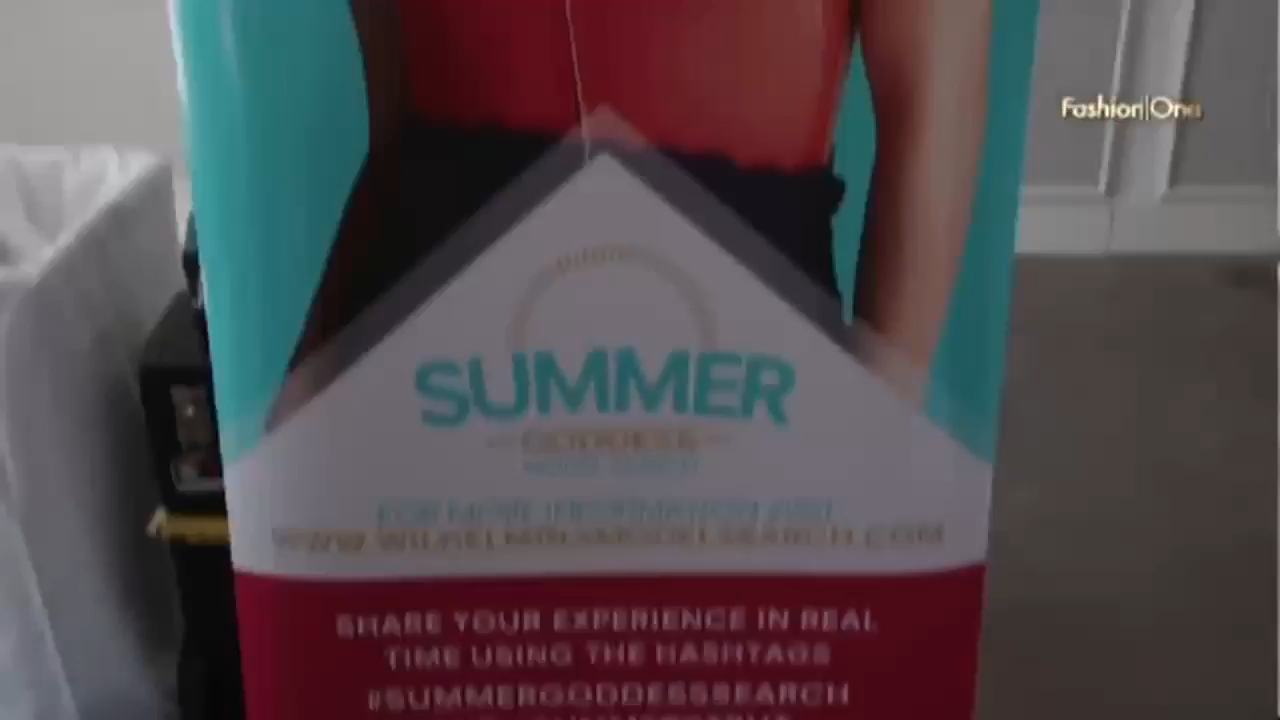 Fashion||One
SUMMER
GODDESS
MODEL SEARCH
FOR MORE INFORMATION VISIT
WWW.WILHELMINAMODELSEARCH.COM
SHARE YOUR EXPERIENCE IN REAL
TIME USING THE HASHTAGS
#SUMMERGODDESSSEARCH